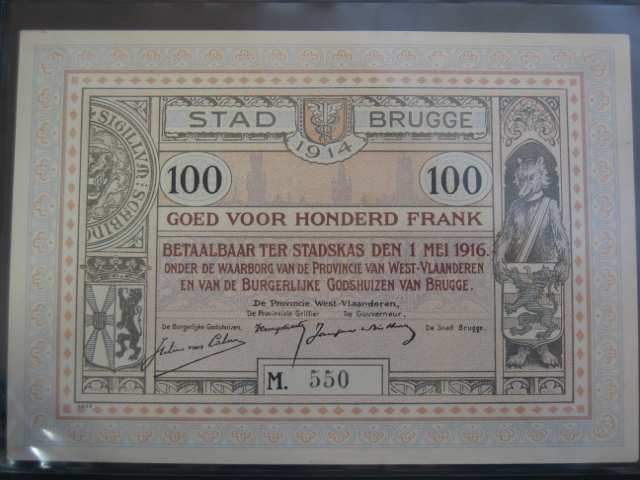 STAD BRUGGE
1914
SIGILLVM: SCABIN
100 100
GOED VOOR HONDERD FRANK
BETAALBAAR TER STADSKAS DEN 1 MEI 1916.
ONDER DE WAARBORG VAN DE PROVINCIE VAN WEST-VLAANDEREN
EN VAN DE BURGERLIJKE GODSHUIZEN VAN BRUGGE.
De Provincie West-Vlaanderen,
De Provinciale Griffier De Gouverneur.
De Burgerlijke Godshuizen, De Stad Brugge.
M. 550